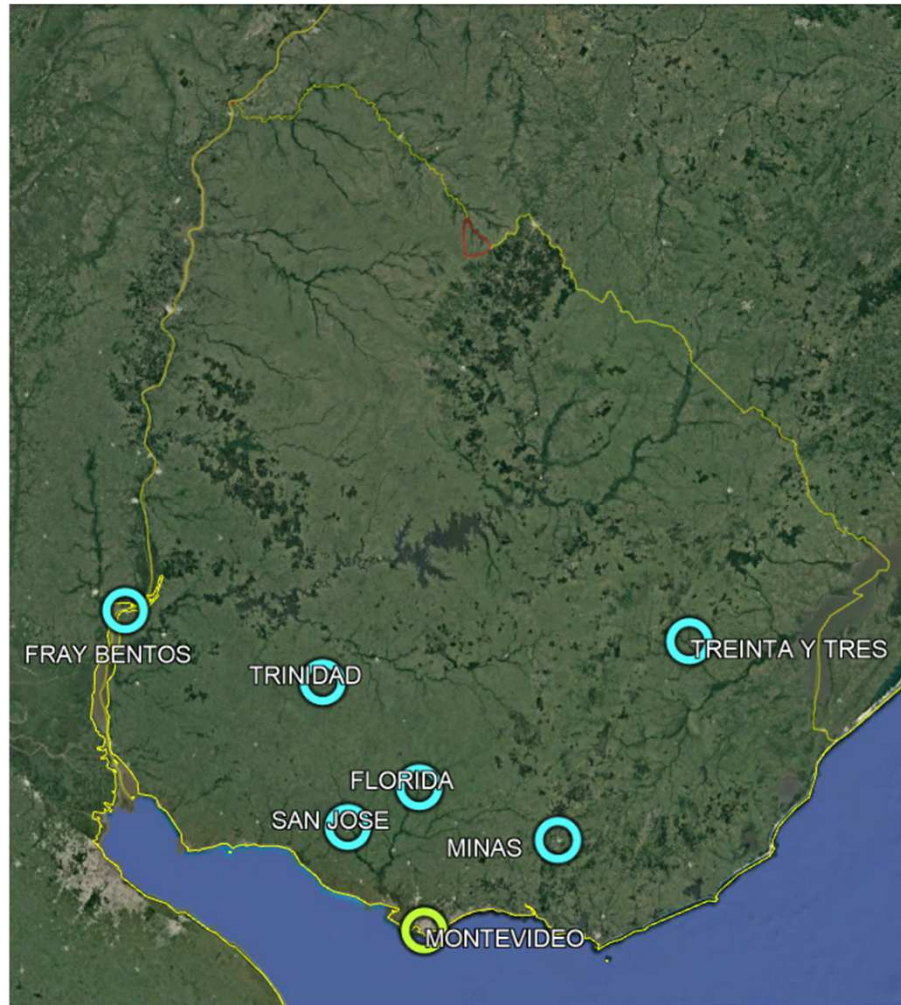 FRAY BENTOS
TREINTA Y TRES
TRINIDAD
FLORIDA
SAN JOSE
MINAS
MONTEVIDEO